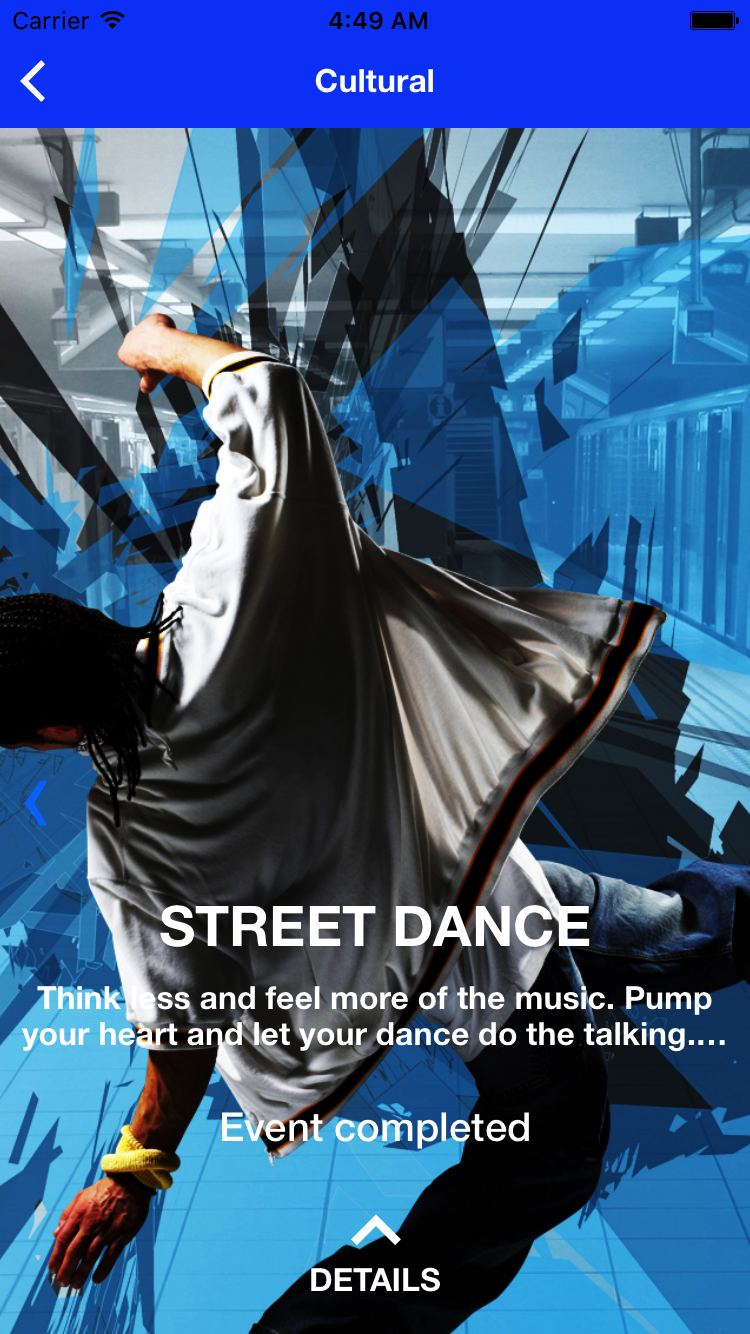 Carrier 4:49 AM
Cultural
STREET DANCE
Think less and feel more of the music. Pump
your heart and let your dance do the talking....
Event completed
DETAILS